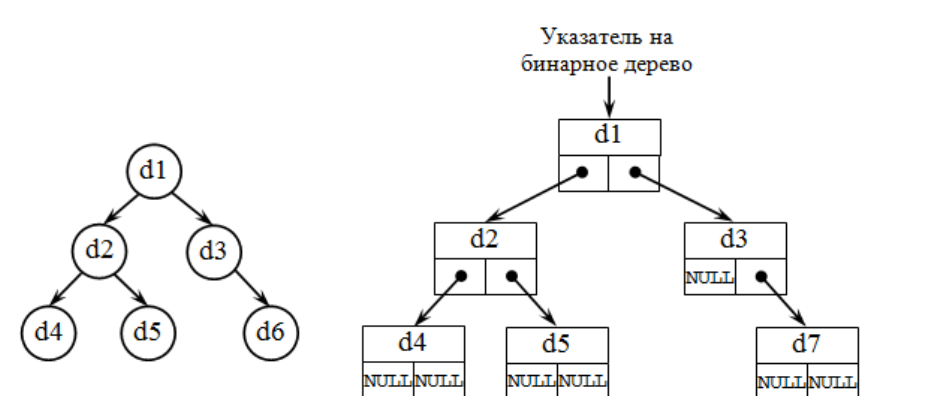 Указатель на
бинарное дерево
d1
d1
d2
d3
d2
d3
NULL
d4
d5
d6
d4
d5
d7
NULL NULL
NULL NULL
NULL NULL